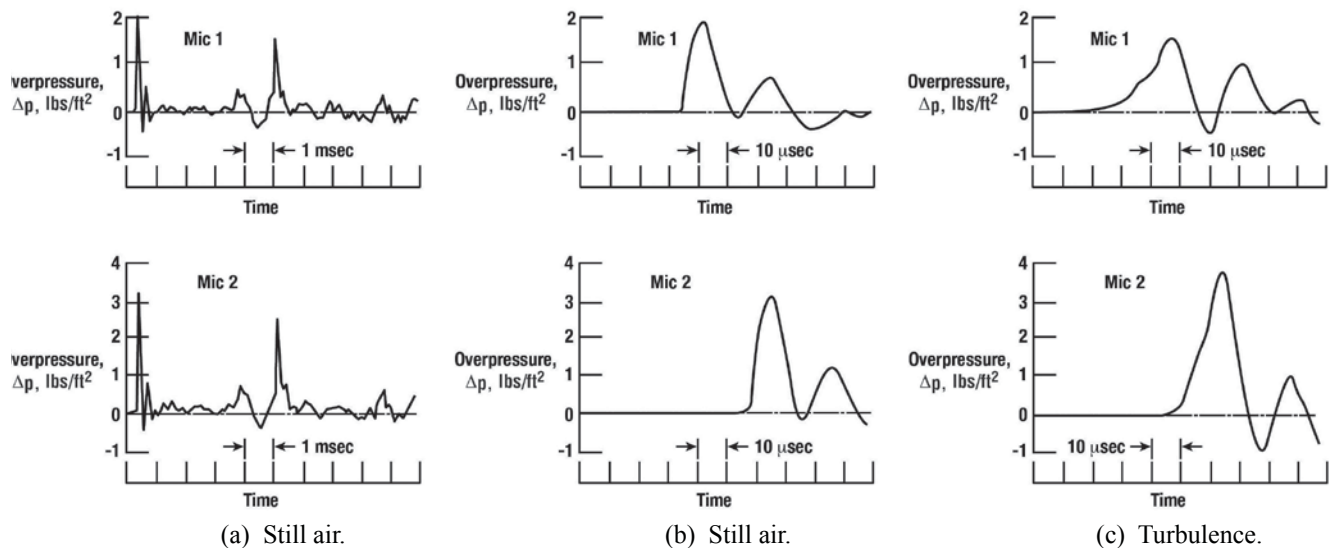 2
Mic 1
1
verpressure,
Δp, lbs/ft²
0
1 msec
-1
Time
2
Mic 1
1
Overpressure,
Δp, lbs/ft²
0
10 μsec
-1
Time
2
Mic 1
1
Overpressure,
Δp, lbs/ft²
0
10 μsec
-1
Time
4
Mic 2
3
2
verpressure,
Δp, lbs/ft²
1
0
1 msec
-1
Time
4
Mic 2
3
2
Overpressure,
Δp, lbs/ft²
1
0
10 μsec
-1
Time
4
Mic 2
3
2
Overpressure,
Δp, lbs/ft²
1
0
10 μsec
-1
Time
(a) Still air.
(b) Still air.
(c) Turbulence.